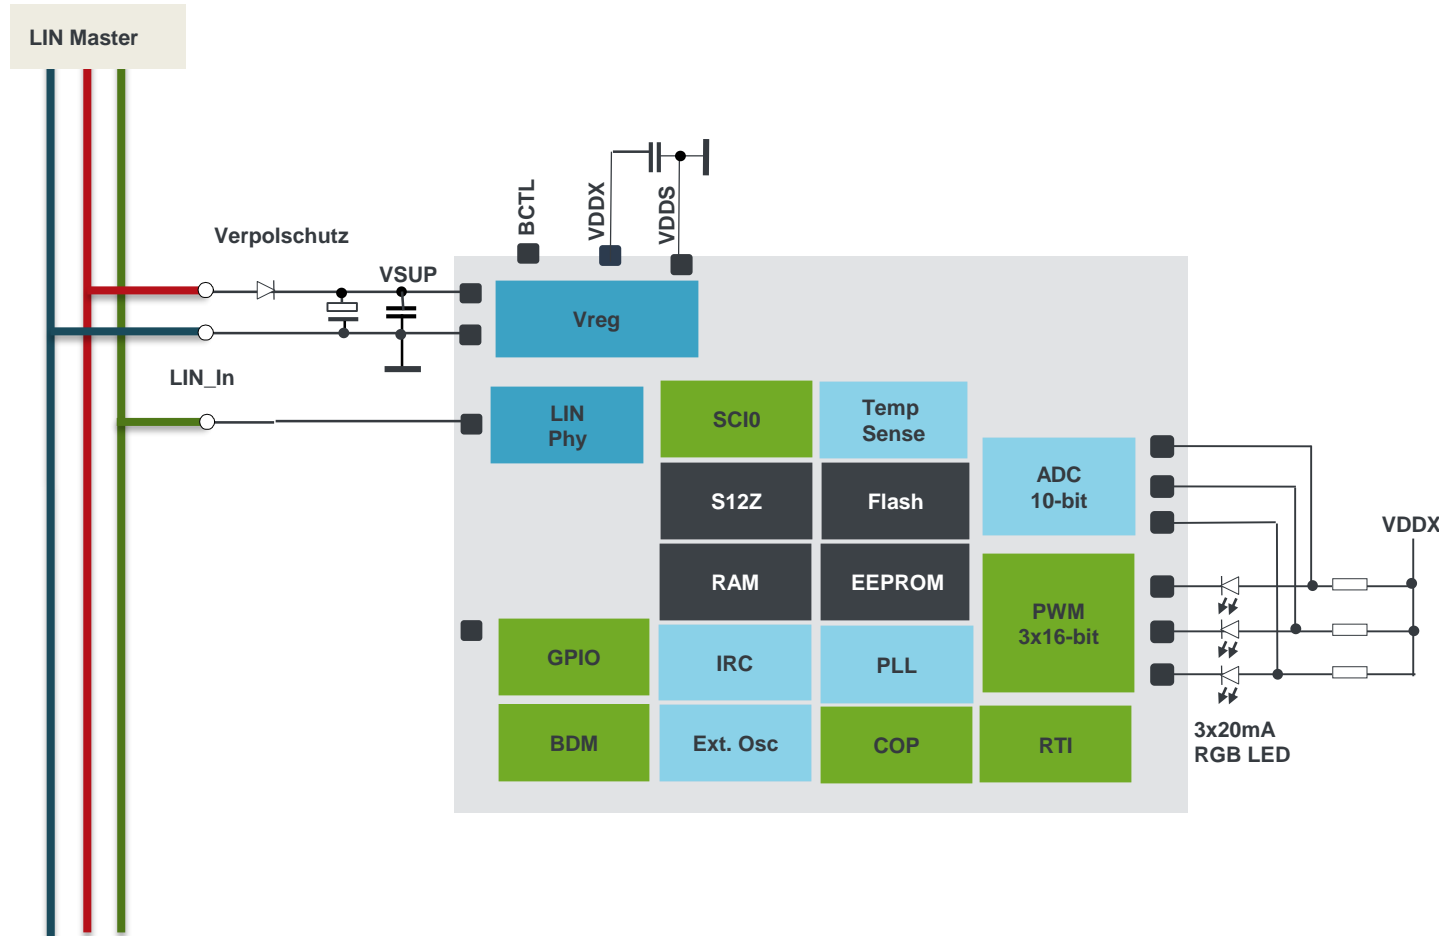 LIN Master
BCTL
VDDX
VDDS
Verpolschutz
VSUP
Vreg
LIN_In
LIN
Phy
SCI0
Temp
Sense
ADC
10-bit
S12Z
Flash
VDDX
RAM
EEPROM
PWM
3x16-bit
GPIO
IRC
PLL
BDM
Ext. Osc
COP
RTI
3x20mA
RGB LED